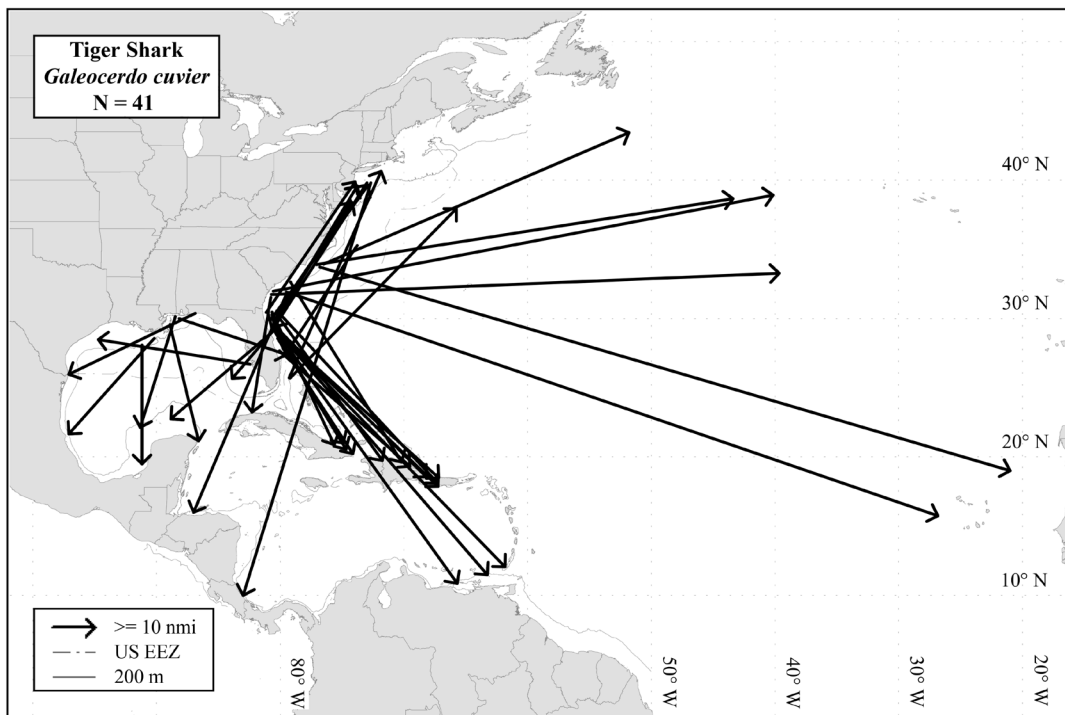 Tiger Shark
Galeocerdo cuvier
N = 41
40° N
30° N
20° N
10° N
80° W
50° W
40° W
30° W
20° W
>= 10 nmi
US EEZ
200 m